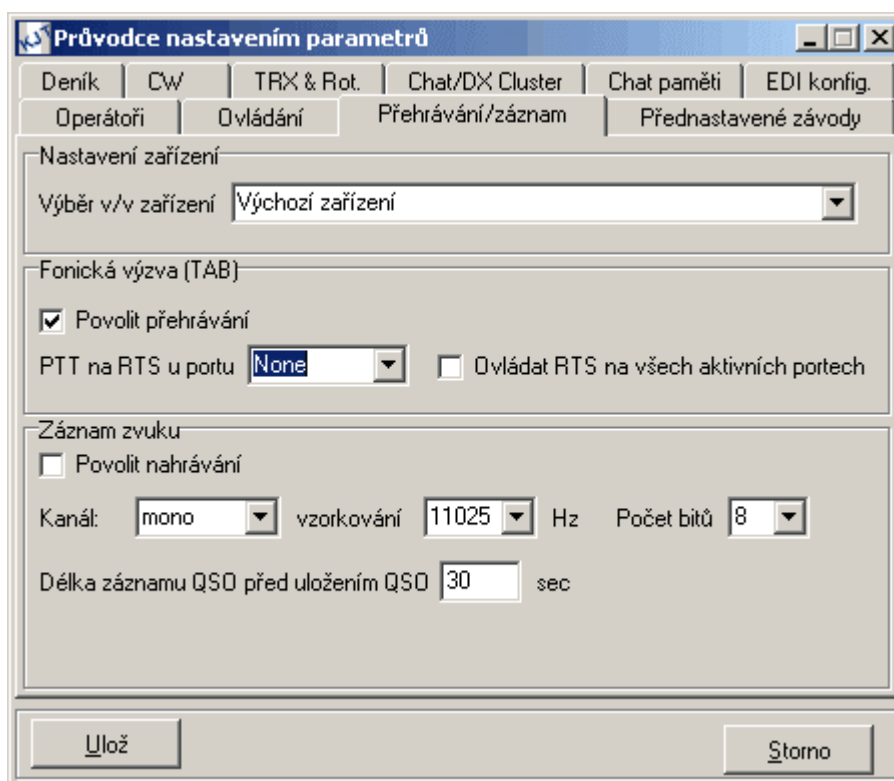 Průvodce nastavením parametrů
Deník CW TRX & Rot. Chat/DX Cluster Chat paměti EDI konfig.
Operátoři Ovládání Přehrávání/záznam Přednastavené závody
Nastavení zařízení
Výběr v/v zařízení Výchozí zařízení
Fonická výzva (TAB)
Povolit přehrávání
PTT na RTS u portu None Ovládat RTS na všech aktivních portech
Záznam zvuku
Povolit nahrávání
Kanál: mono vzorkování 11025 Hz Počet bitů 8
Délka záznamu QSO před uložením QSO 30 sec
Ulož Storno